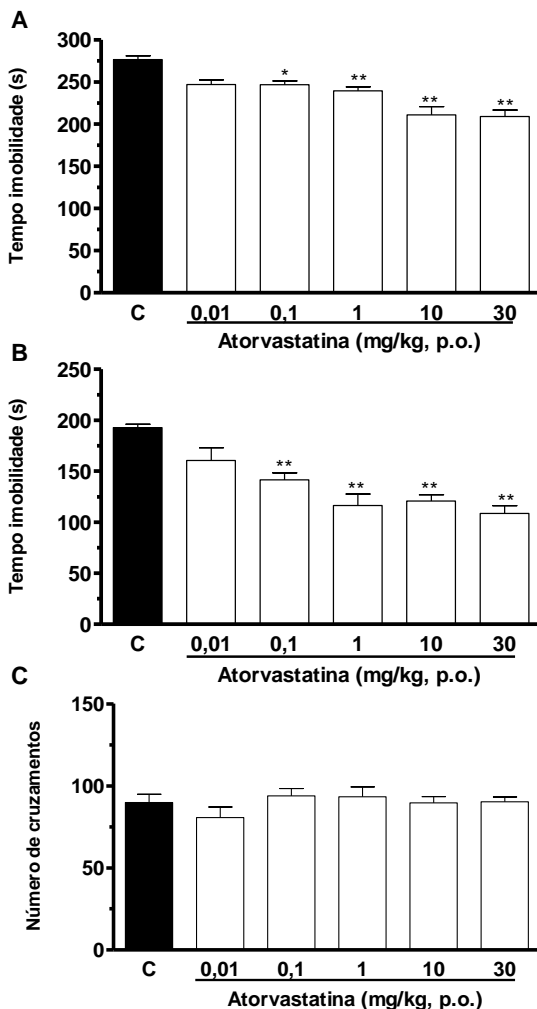 A
300
250
200
150
100
50
0
Tempo imobilidade (s)
* ** ** **
C 0,01 0,1 1 10 30
Atorvastatina (mg/kg, p.o.)
B
250
200
150
100
50
0
Tempo imobilidade (s)
** ** ** **
C 0,01 0,1 1 10 30
Atorvastatina (mg/kg, p.o.)
C
150
100
50
0
Número de cruzamentos
C 0,01 0,1 1 10 30
Atorvastatina (mg/kg, p.o.)